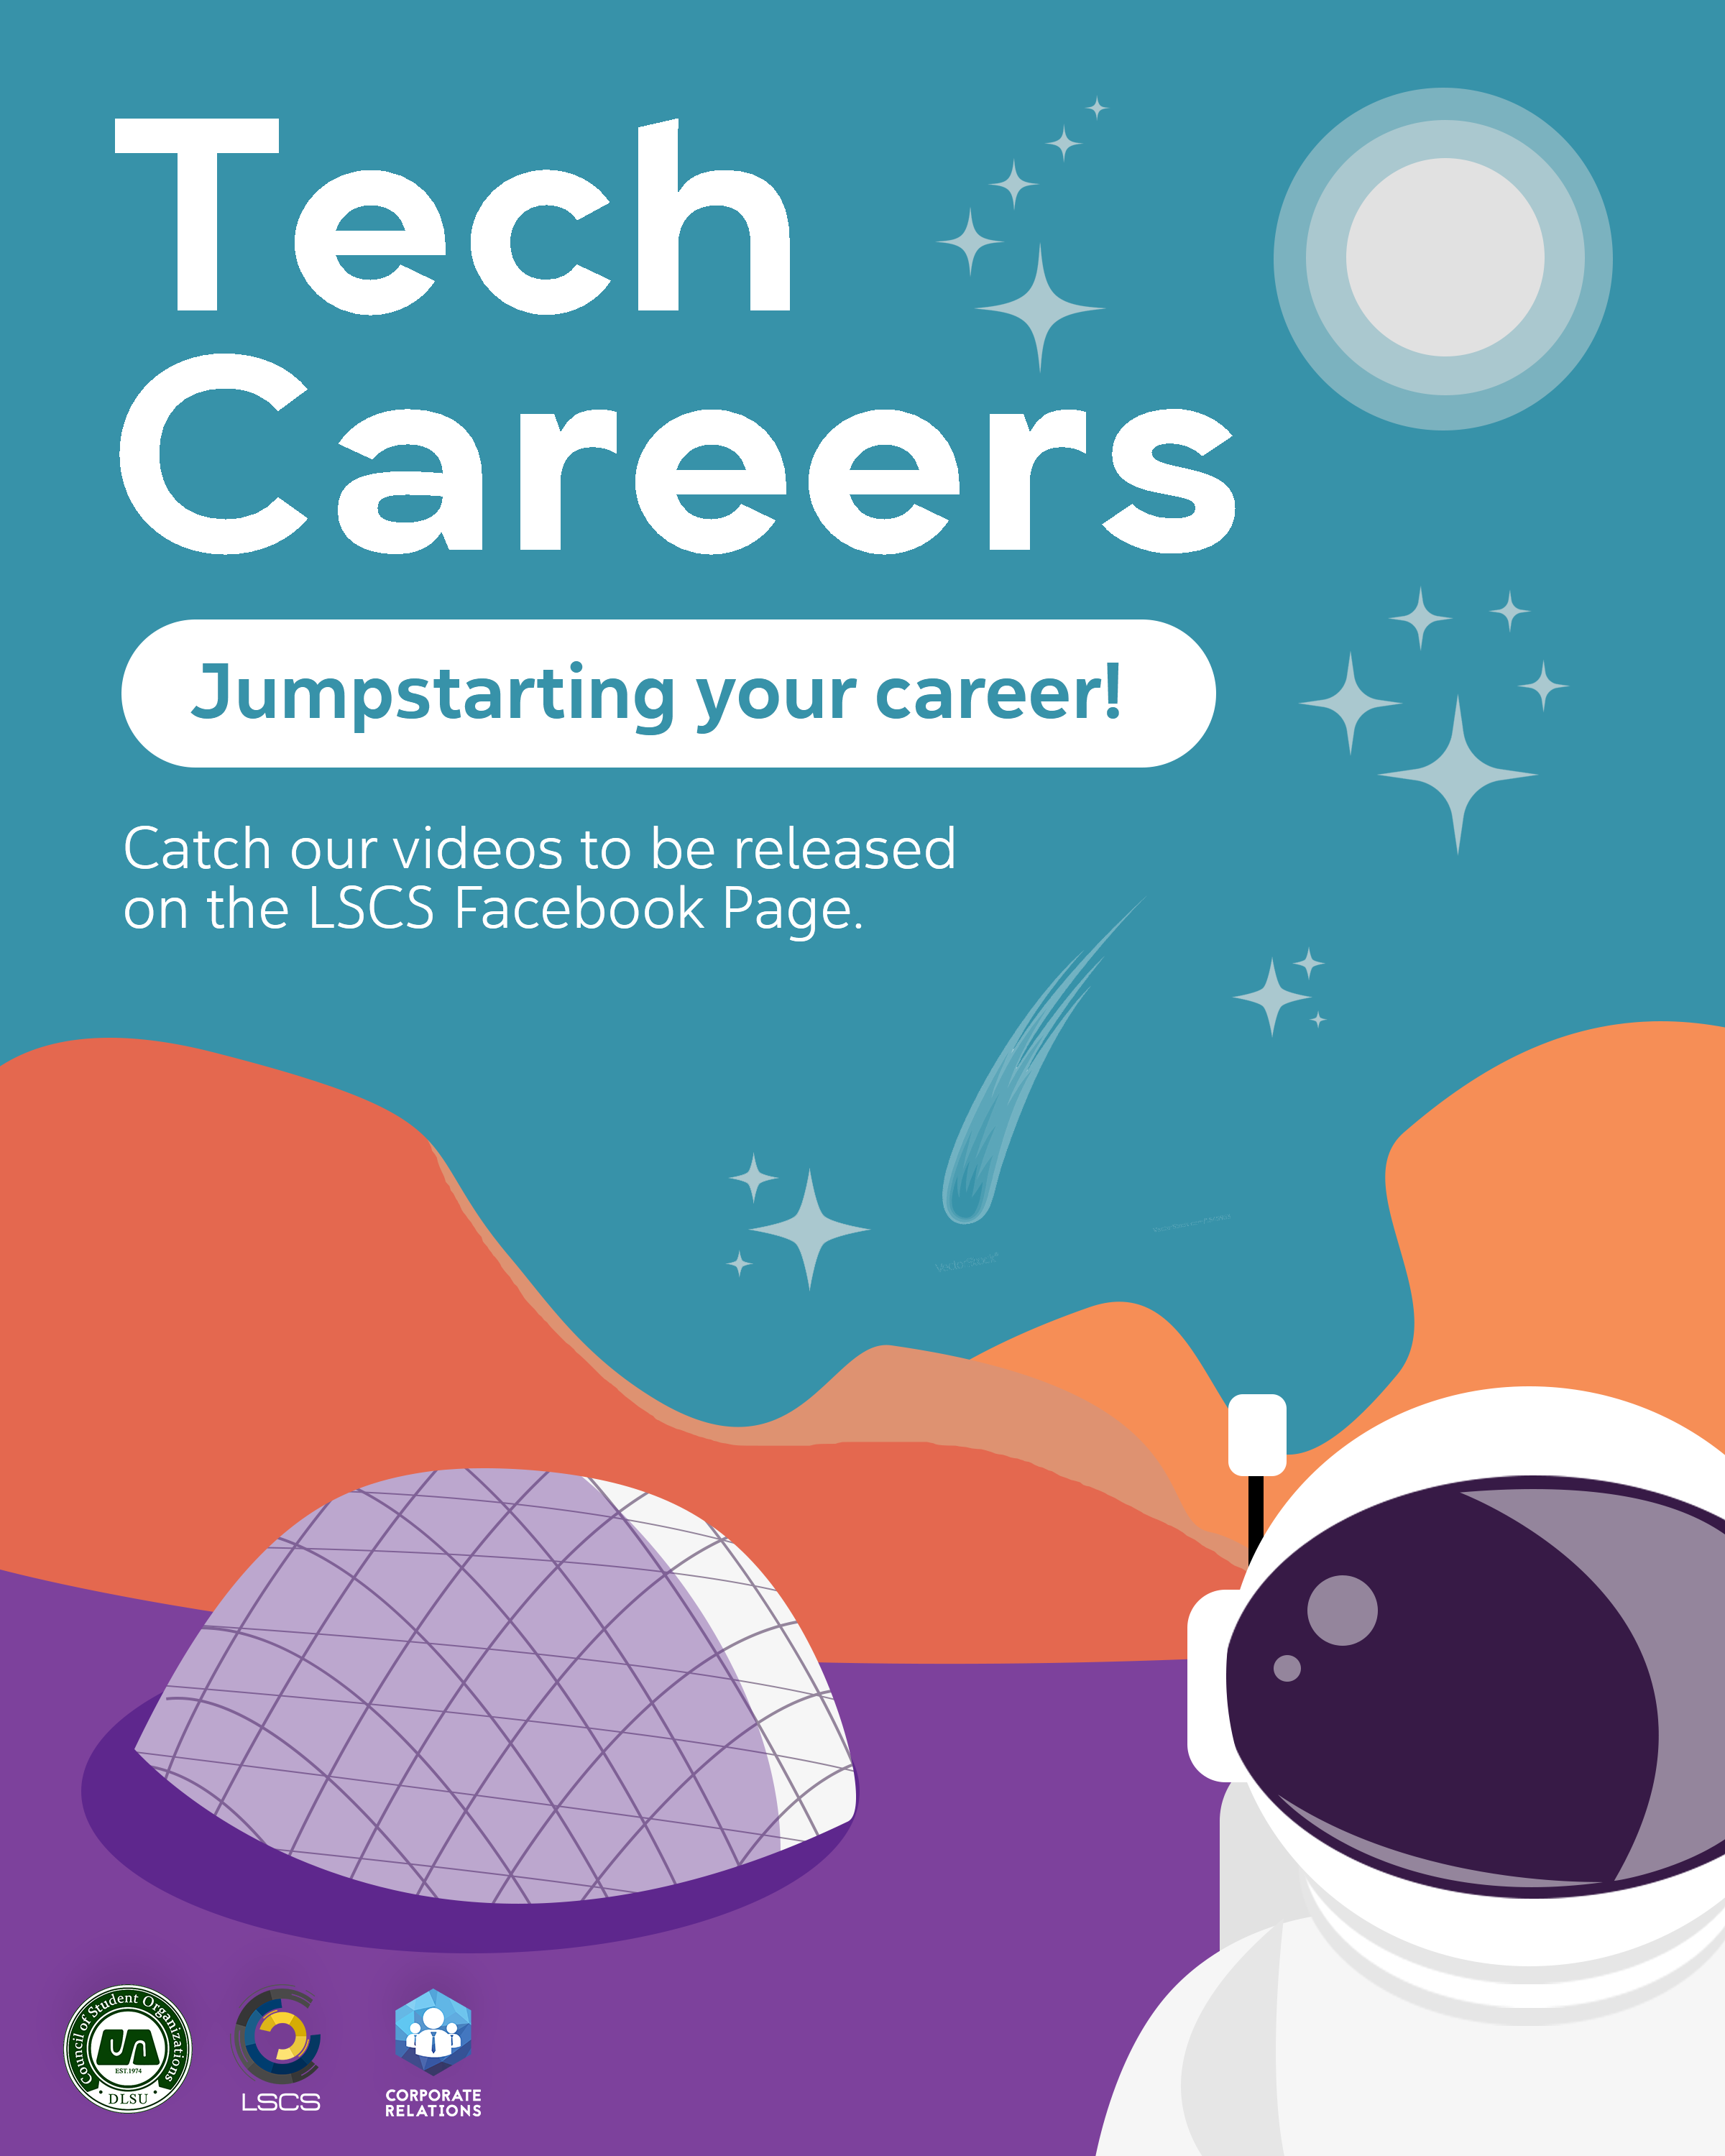 Tech
Careers
Jumpstarting your career!
Catch our videos to be released
on the LSCS Facebook Page.
Council of Student Organizations
EST.1974
DLSU
LSCS
CORPORATE
RELATIONS